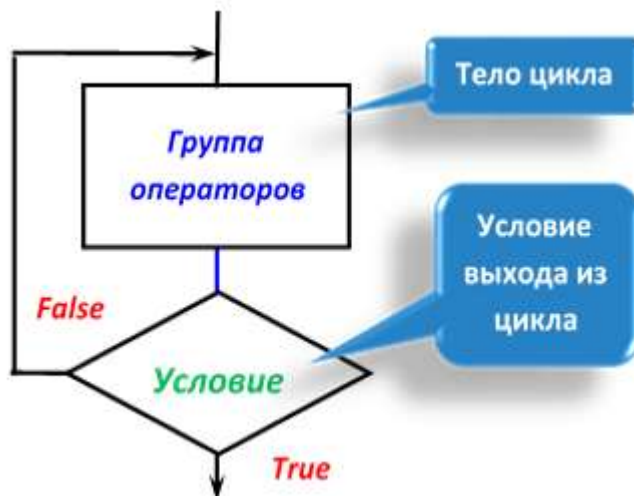 Тело цикла
Группа
операторов
Условие
выхода из
цикла
False
Условие
True